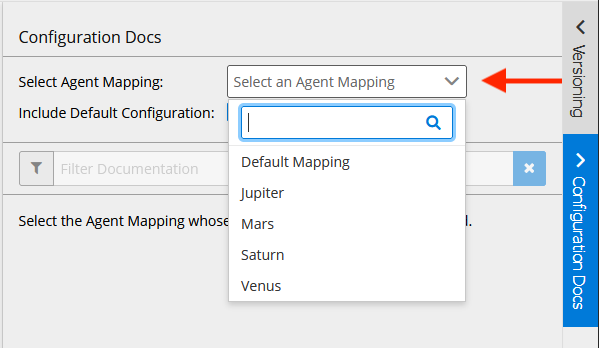 Configuration Docs
Select Agent Mapping:
Select an Agent Mapping
Include Default Configuration:
Default Mapping
Jupiter
Mars
Saturn
Venus
Filter Documentation
Select the Agent Mapping whose
Versioning
Configuration Docs